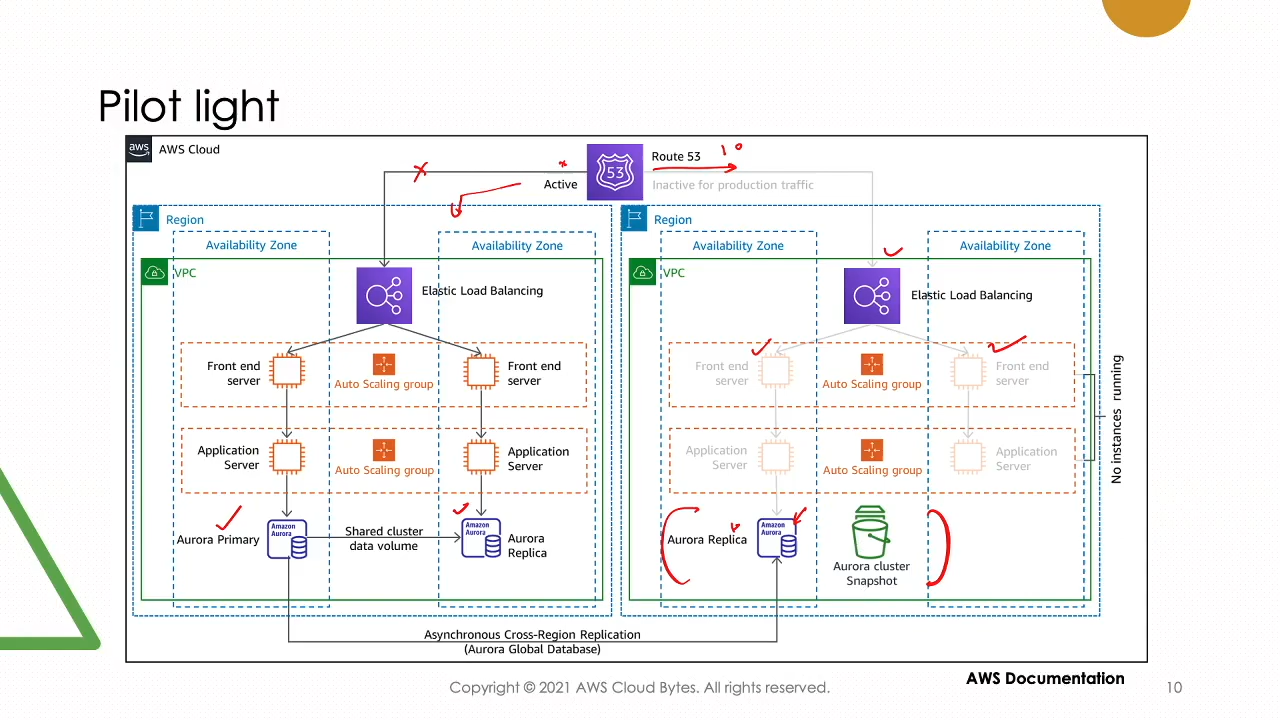 Pilot light
aws
AWS Cloud
53
Route 53
Active
Inactive for production traffic
Region
Availability Zone
Availability Zone
VPC
Elastic Load Balancing
Front end
server
Auto Scaling group
Front end
server
Application
Server
Auto Scaling group
Application
Server
Aurora Primary
Amazon
Aurora
Shared cluster
data volume
Amazon
Aurora
Aurora
Replica
Region
Availability Zone
Availability Zone
VPC
Elastic Load Balancing
Front end
server
Auto Scaling group
Front end
server
Application
Server
Auto Scaling group
Application
Server
No instances running
Aurora Replica
Amazon
Aurora
Aurora cluster
Snapshot
Asynchronous Cross-Region Replication
(Aurora Global Database)
AWS Documentation
Copyright © 2021 AWS Cloud Bytes. All rights reserved.
10